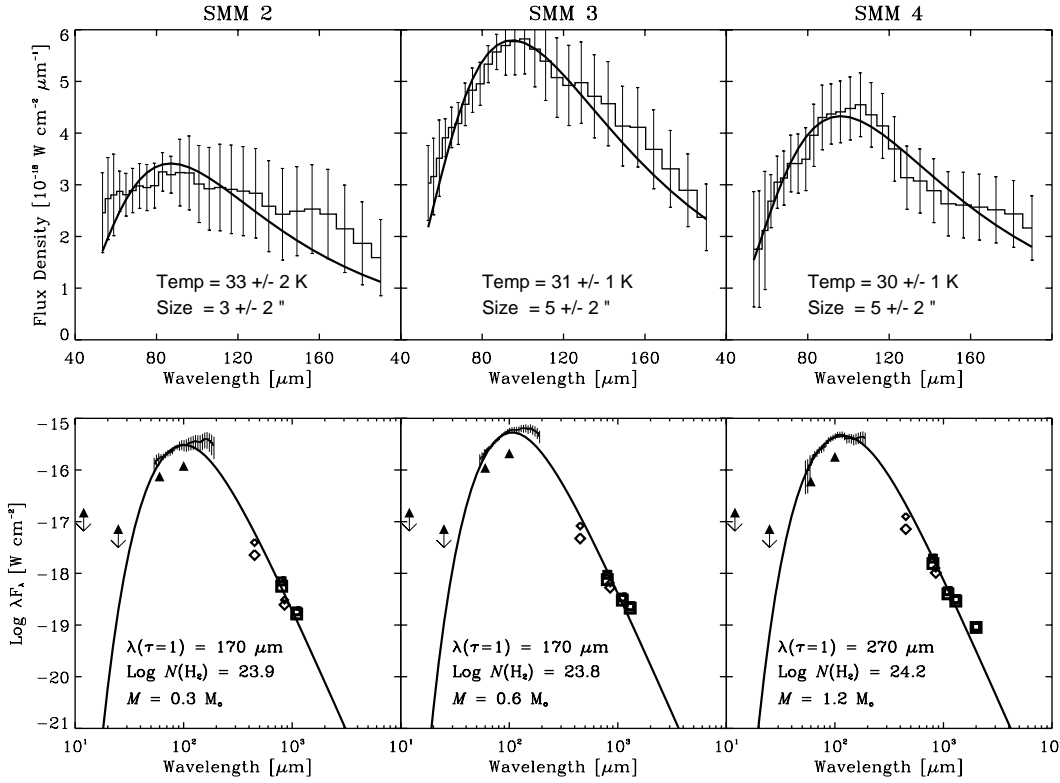 SMM 2 SMM 3 SMM 4
6
5
4
3
2
1
0
Flux Density [10⁻¹⁸ W cm⁻² μm⁻¹]
Temp = 33 +/- 2 K
Size = 3 +/- 2 "
Temp = 31 +/- 1 K
Size = 5 +/- 2 "
Temp = 30 +/- 1 K
Size = 5 +/- 2 "
40 80 120 160 40 80 120 160 40 80 120 160
Wavelength [μm] Wavelength [μm] Wavelength [μm]
-15
-16
-17
-18
-19
-20
-21
Log λF_λ [W cm⁻²]
λ(τ=1) = 170 μm
Log N(H₂) = 23.9
M = 0.3 M₀
λ(τ=1) = 170 μm
Log N(H₂) = 23.8
M = 0.6 M₀
λ(τ=1) = 270 μm
Log N(H₂) = 24.2
M = 1.2 M₀
10¹ 10² 10³ 10¹ 10² 10³ 10¹ 10² 10³ 10
Wavelength [μm] Wavelength [μm] Wavelength [μm]